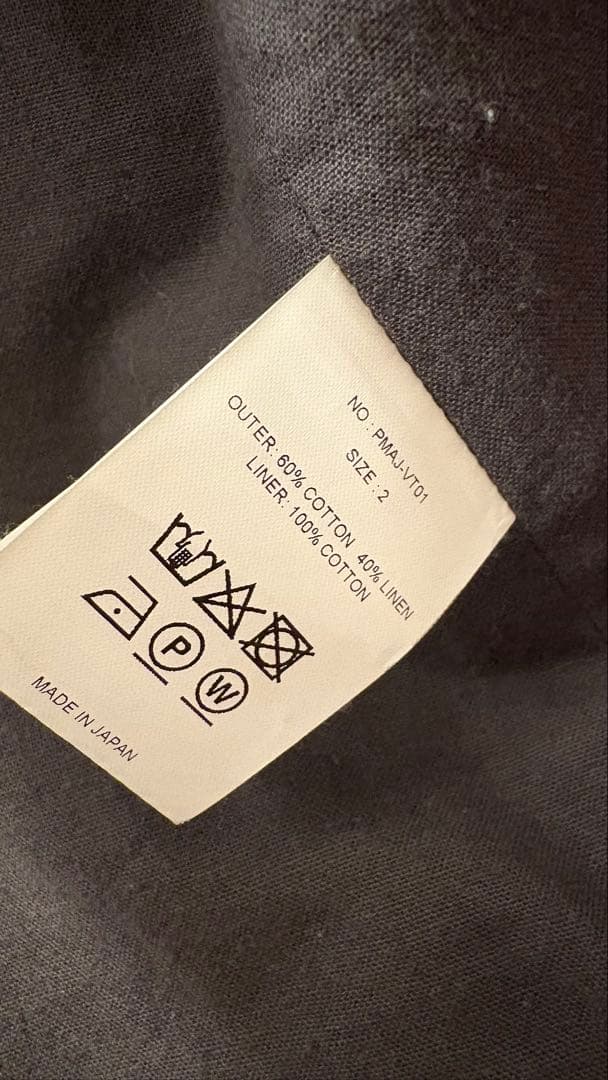 NO : PMAJ-VT01
SIZE : 2
OUTER: 60% COTTON 40% LINEN
LINER: 100% COTTON
P
W
MADE IN JAPAN